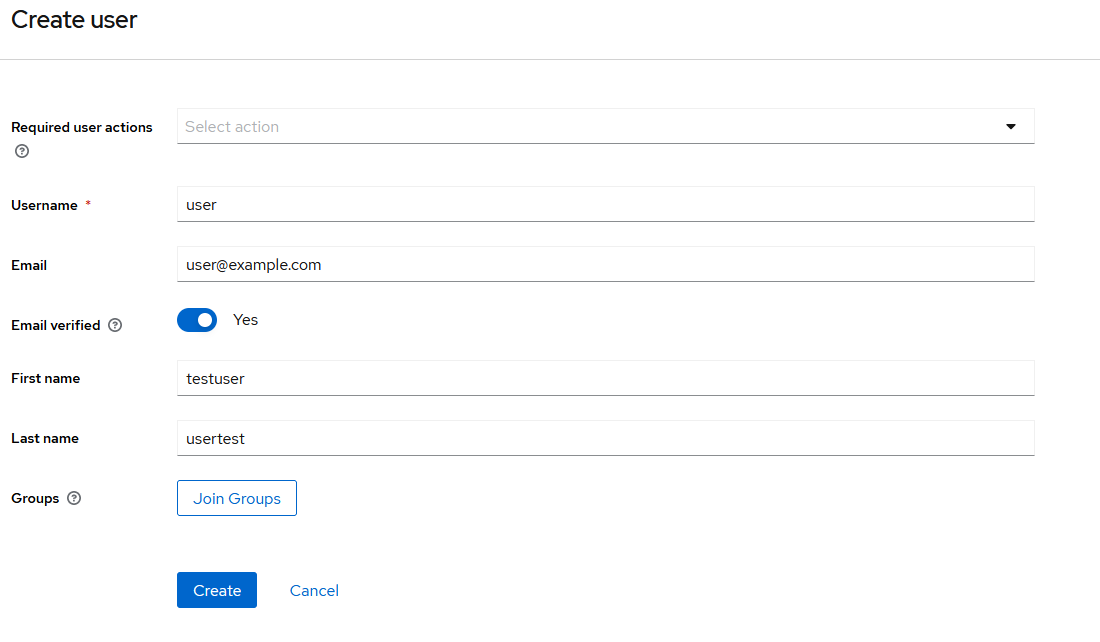 Create user
Required user actions
Select action
Username *
user
Email
user@example.com
Email verified
Yes
First name
testuser
Last name
usertest
Groups
Join Groups
Create
Cancel